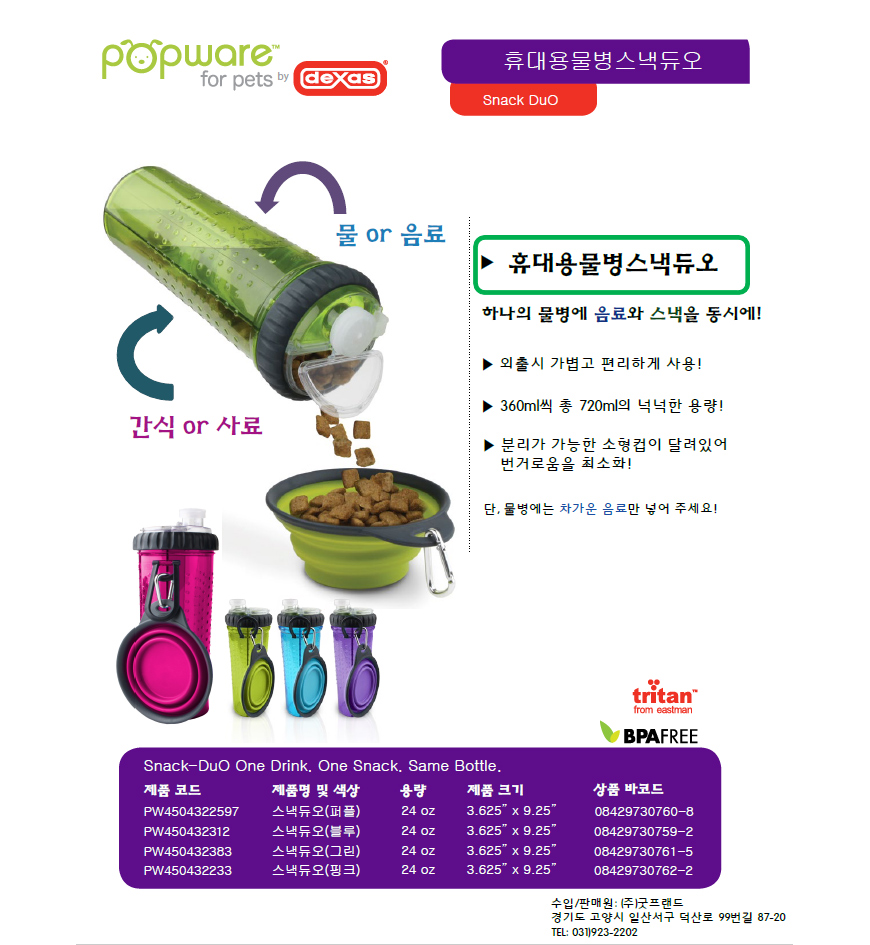 popware™
for pets by dexas®
휴대용물병스낵듀오
Snack DuO
물 or 음료
간식 or 사료
▶ 휴대용물병스낵듀오
하나의 물병에 음료와 스낵을 동시에!
▶ 외출시 가볍고 편리하게 사용!
▶ 360ml씩 총 720ml의 넉넉한 용량!
▶ 분리가 가능한 소형컵이 달려있어
번거로움을 최소화!
단, 물병에는 차가운 음료만 넣어 주세요!
tritan™
from eastman
BPAFREE
Snack-DuO One Drink. One Snack. Same Bottle.
제품 코드 제품명 및 색상 용량 제품 크기 상품 바코드
PW4504322597 스낵듀오(퍼플) 24 oz 3.625” x 9.25” 08429730760-8
PW450432312 스낵듀오(블루) 24 oz 3.625” x 9.25” 08429730759-2
PW450432383 스낵듀오(그린) 24 oz 3.625” x 9.25” 08429730761-5
PW450432233 스낵듀오(핑크) 24 oz 3.625” x 9.25” 08429730762-2
수입/판매원: (주)굿프랜드
경기도 고양시 일산서구 덕산로 99번길 87-20
TEL: 031)923-2202